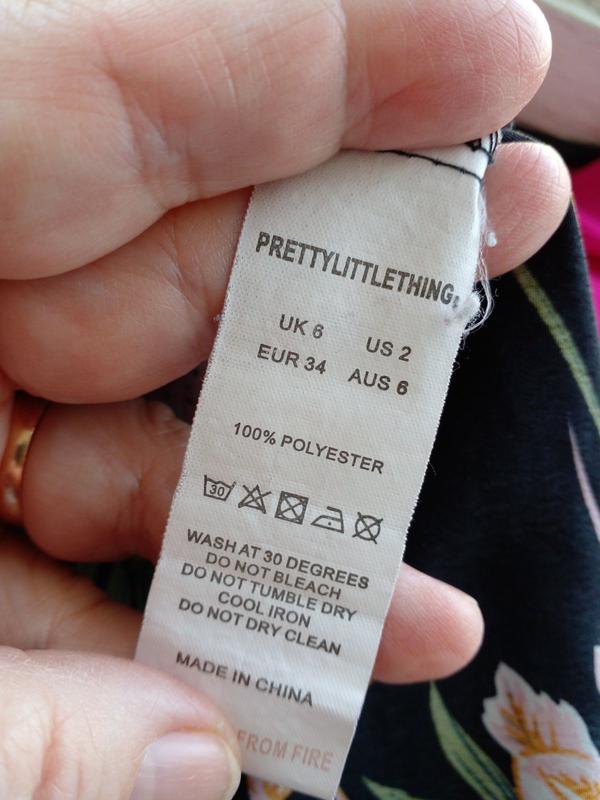 PRETTYLITTLETHING.
UK 6 US 2
EUR 34 AUS 6
100% POLYESTER
30
WASH AT 30 DEGREES
DO NOT BLEACH
DO NOT TUMBLE DRY
COOL IRON
DO NOT DRY CLEAN
MADE IN CHINA
FROM FIRE